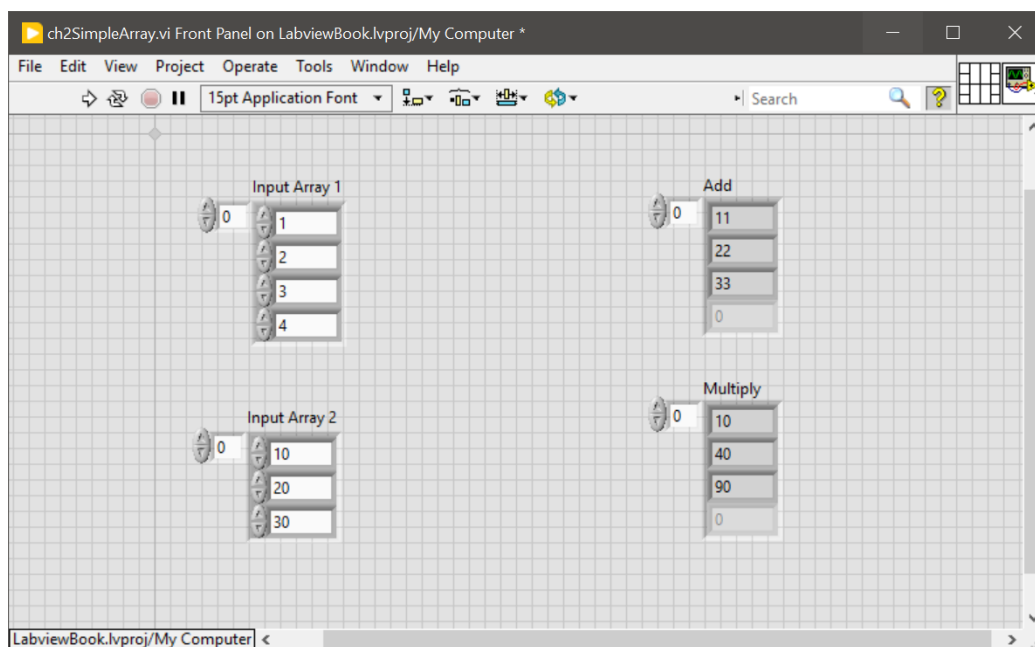 ch2SimpleArray.vi Front Panel on LabviewBook.lvproj/My Computer *
File Edit View Project Operate Tools Window Help
15pt Application Font Search ?
Input Array 1
0
1
2
3
4
Add
0
11
22
33
0
Input Array 2
0
10
20
30
Multiply
0
10
40
90
0
LabviewBook.lvproj/My Computer